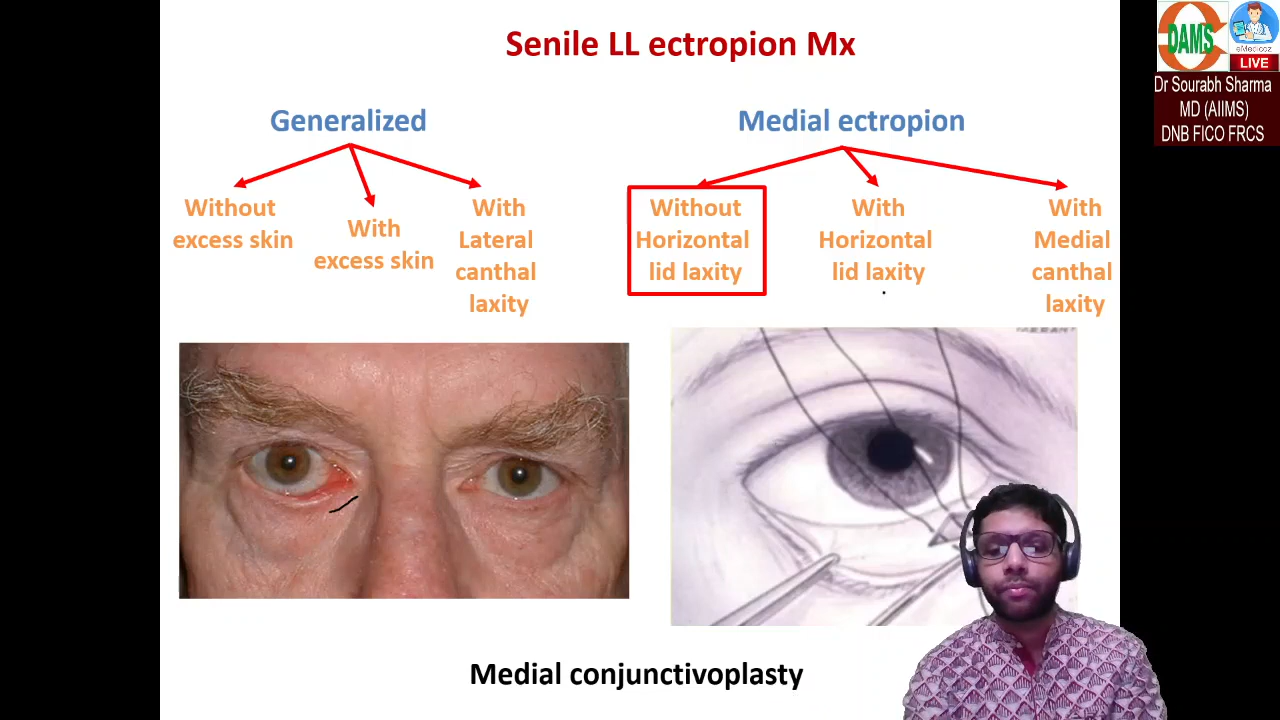 Senile LL ectropion Mx
DAMS
eMedicoz
LIVE
Dr Sourabh Sharma
MD (AIIMS)
DNB FICO FRCS
Generalized
Medial ectropion
Without
excess skin
With
excess skin
With
Lateral
canthal
laxity
Without
Horizontal
lid laxity
With
Horizontal
lid laxity
With
Medial
canthal
laxity
Medial conjunctivoplasty